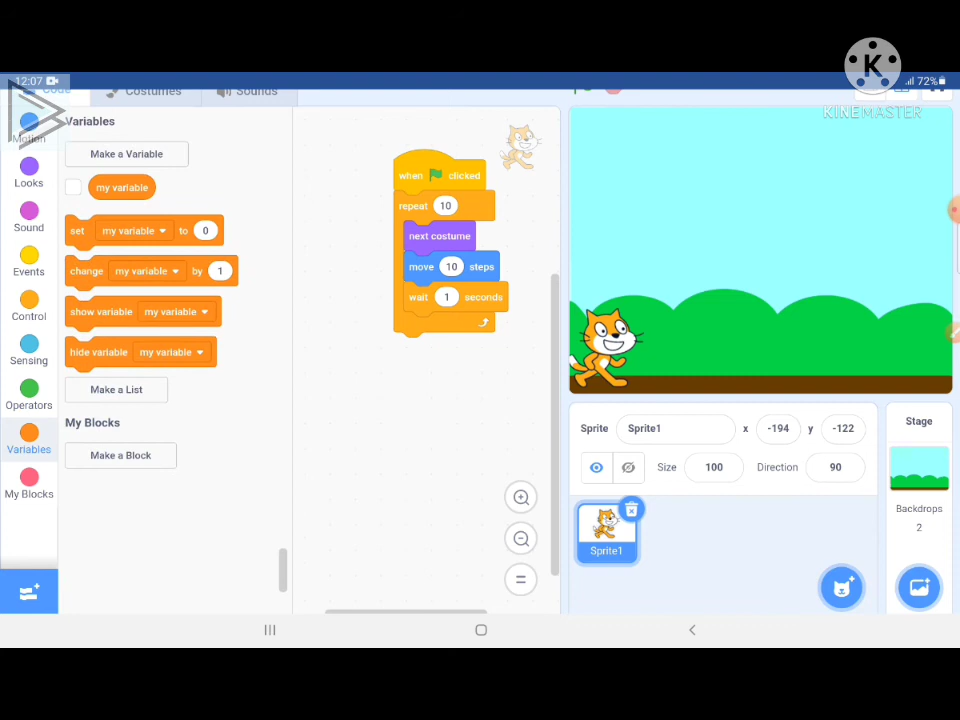 12:07
72%
K
KINEMASTER
Code
Costumes
Sounds
Motion
Looks
Sound
Events
Control
Sensing
Operators
Variables
My Blocks
Variables
Make a Variable
my variable
set my variable to 0
change my variable by 1
show variable my variable
hide variable my variable
Make a List
My Blocks
Make a Block
when clicked
repeat 10
next costume
move 10 steps
wait 1 seconds
Sprite Sprite1 x -194 y -122
Size 100 Direction 90
Sprite1
Stage
Backdrops
2